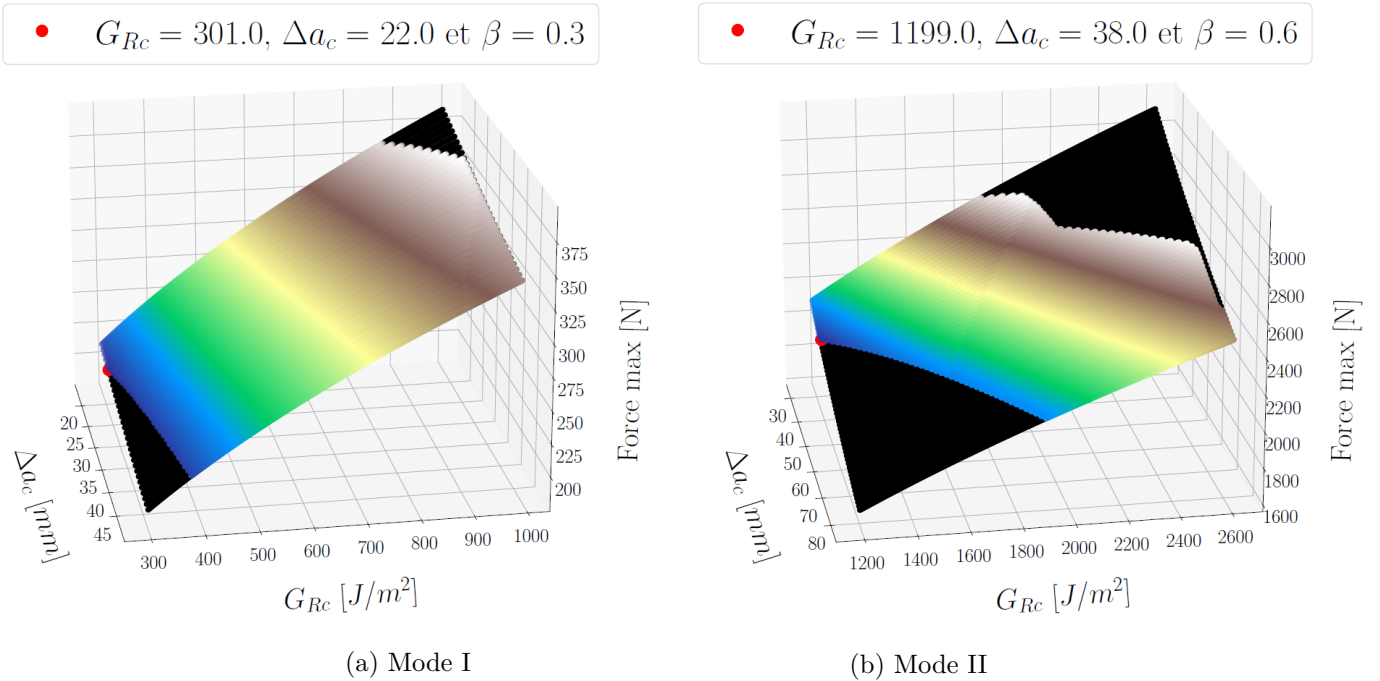 G_{Rc} = 301.0, Δa_c = 22.0 et β = 0.3
375
350
325
300
275
250
225
200
Force max [N]
20
25
30
35
40
45
Δa_c [mm]
300 400 500 600 700 800 900 1000
G_{Rc} [J/m²]
(a) Mode I
G_{Rc} = 1199.0, Δa_c = 38.0 et β = 0.6
3000
2800
2600
2400
2200
2000
1800
1600
Force max [N]
30
40
50
60
70
80
Δa_c [mm]
1200 1400 1600 1800 2000 2200 2400 2600
G_{Rc} [J/m²]
(b) Mode II